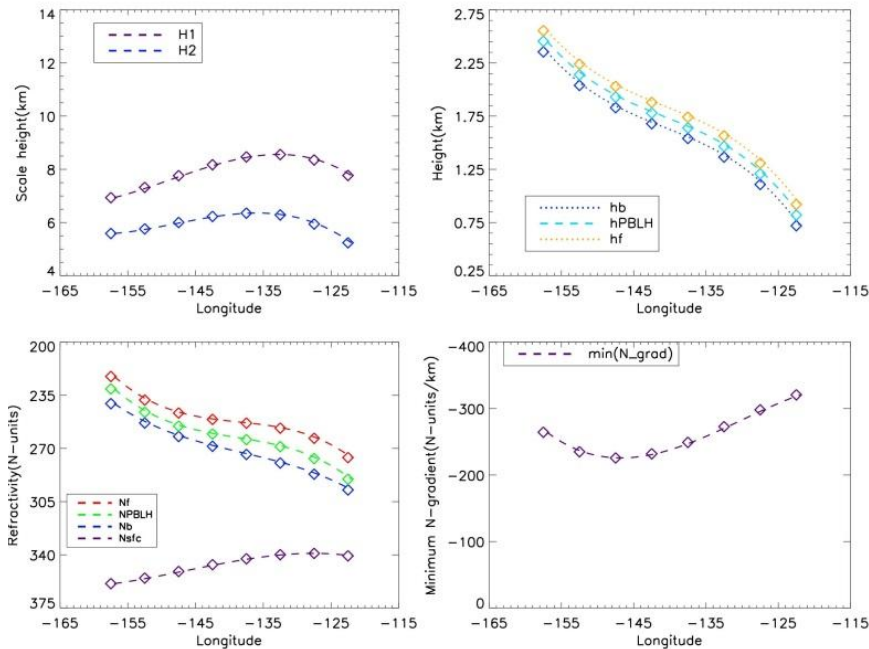 14
12
10
8
6
4
Scale height(km)
H1
H2
-165 -155 -145 -135 -125 -115
Longitude
2.75
2.25
1.75
1.25
0.75
0.25
Height(km)
hb
hPBLH
hf
-165 -155 -145 -135 -125 -115
Longitude
200
235
270
305
340
375
Refractivity(N-units)
Nf
NPBLH
Nb
Nsfc
-165 -155 -145 -135 -125 -115
Longitude
-400
-300
-200
-100
0
Minimum N-gradient(N-units/km)
min(N_grad)
-165 -155 -145 -135 -125 -115
Longitude